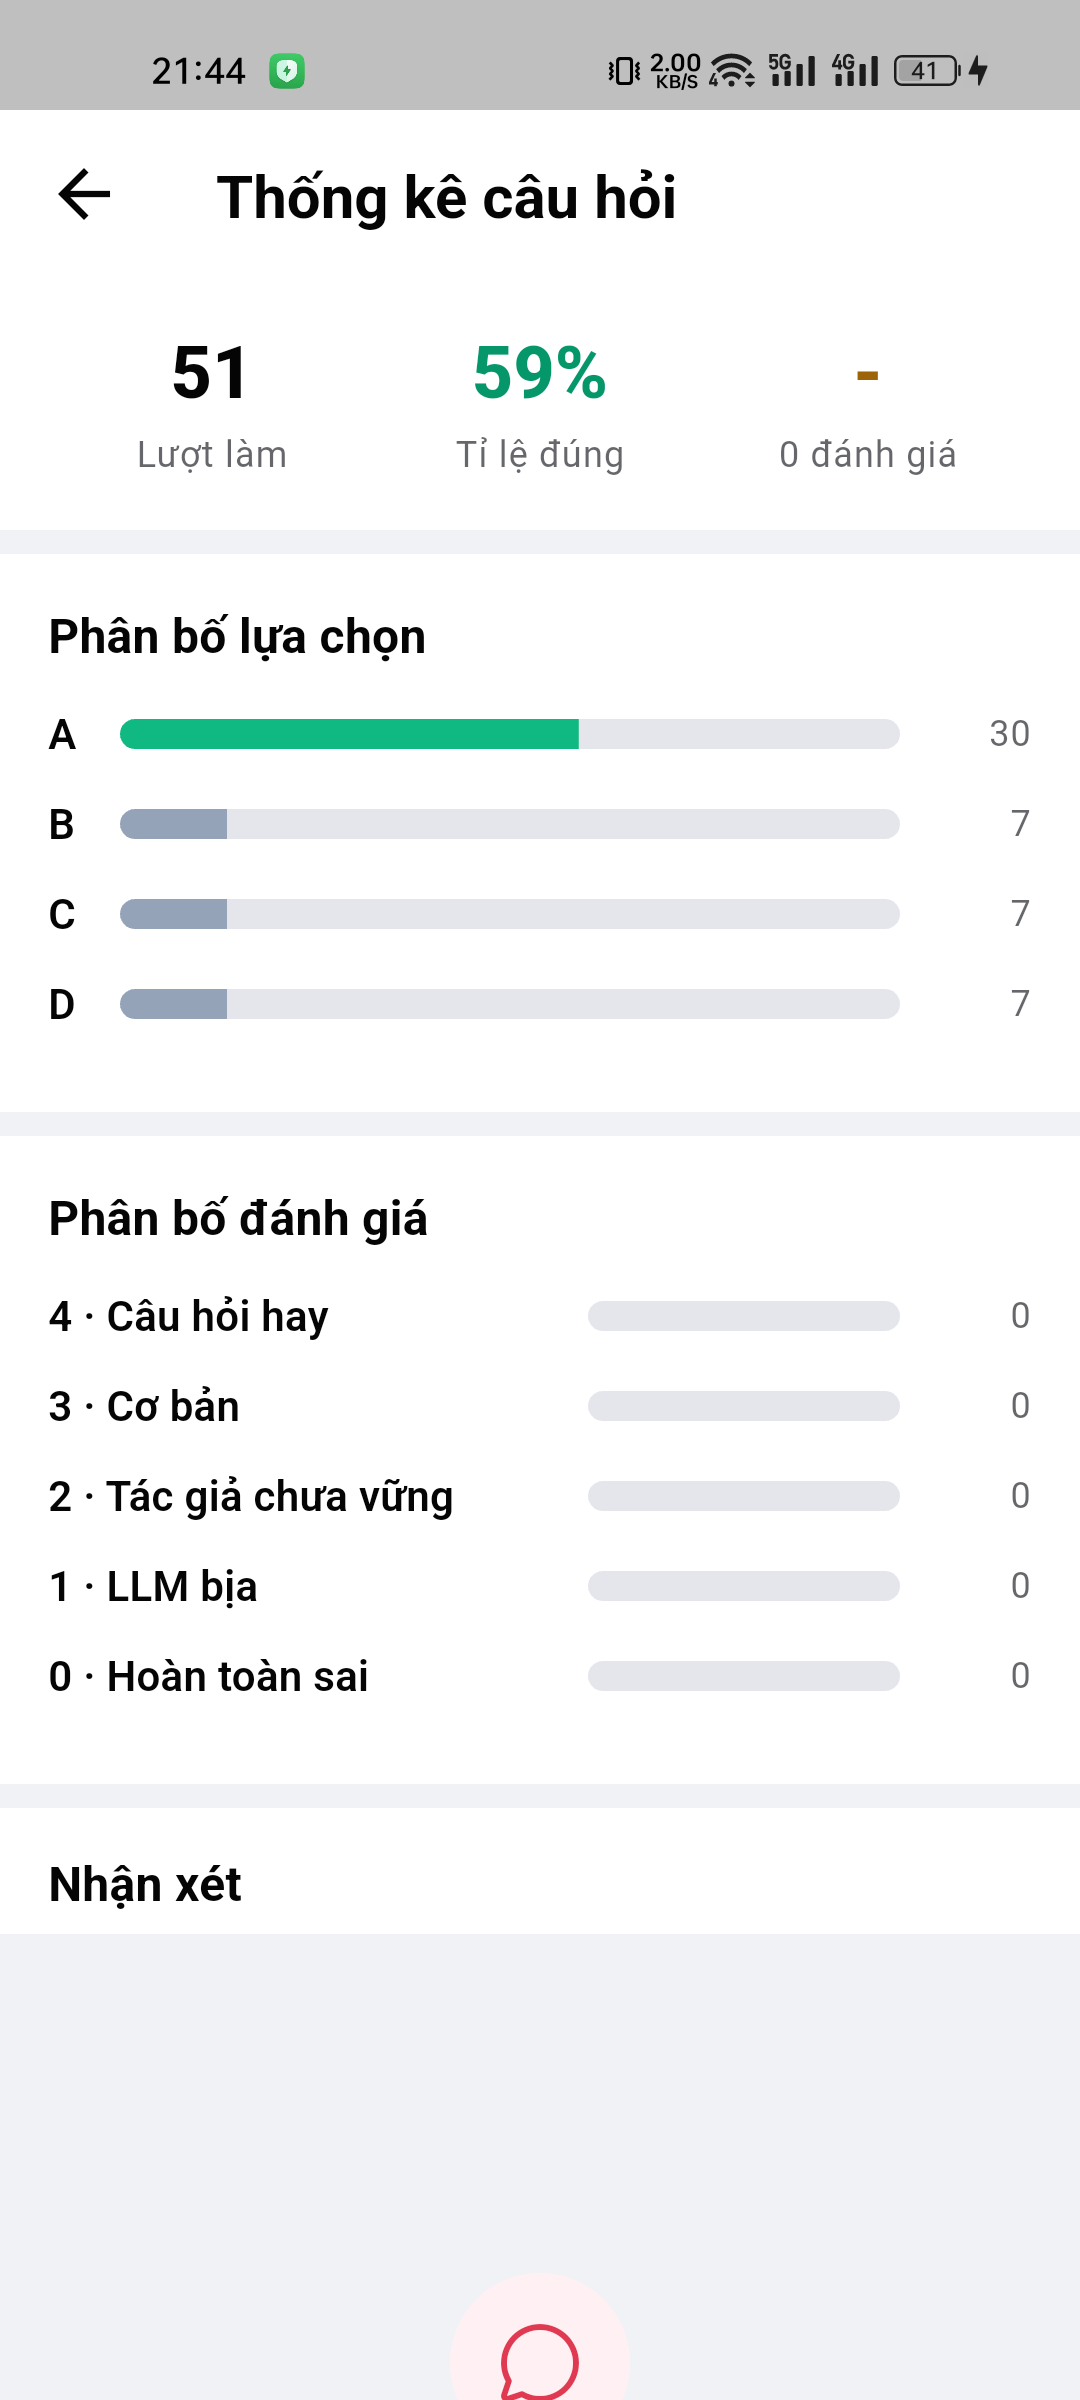 21:44
2.00 KB/S 4 5G 4G 41
Thống kê câu hỏi
51 59% -
Lượt làm Tỉ lệ đúng 0 đánh giá
Phân bố lựa chọn
A 30
B 7
C 7
D 7
Phân bố đánh giá
4 · Câu hỏi hay 0
3 · Cơ bản 0
2 · Tác giả chưa vững 0
1 · LLM bịa 0
0 · Hoàn toàn sai 0
Nhận xét